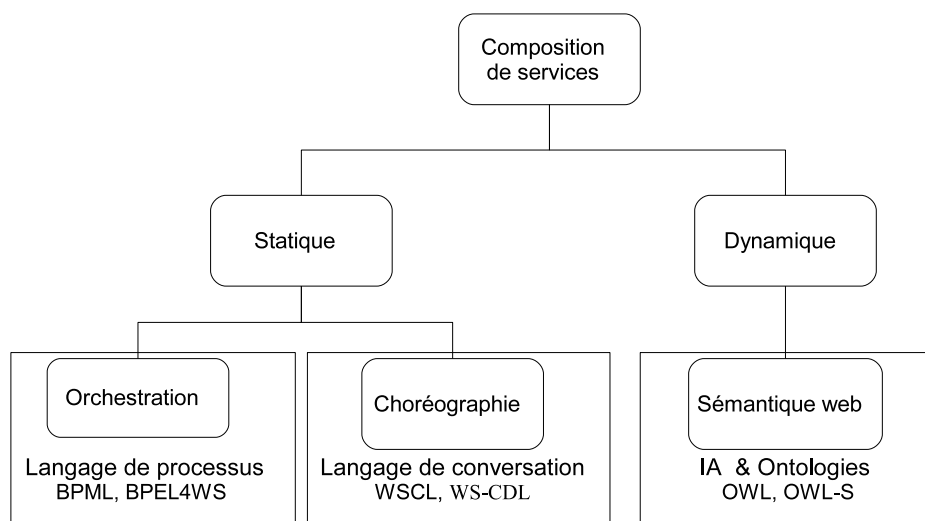 Composition
de services
Statique
Dynamique
Orchestration
Choréographie
Sémantique web
Langage de processus
BPML, BPEL4WS
Langage de conversation
WSCL, WS-CDL
IA & Ontologies
OWL, OWL-S